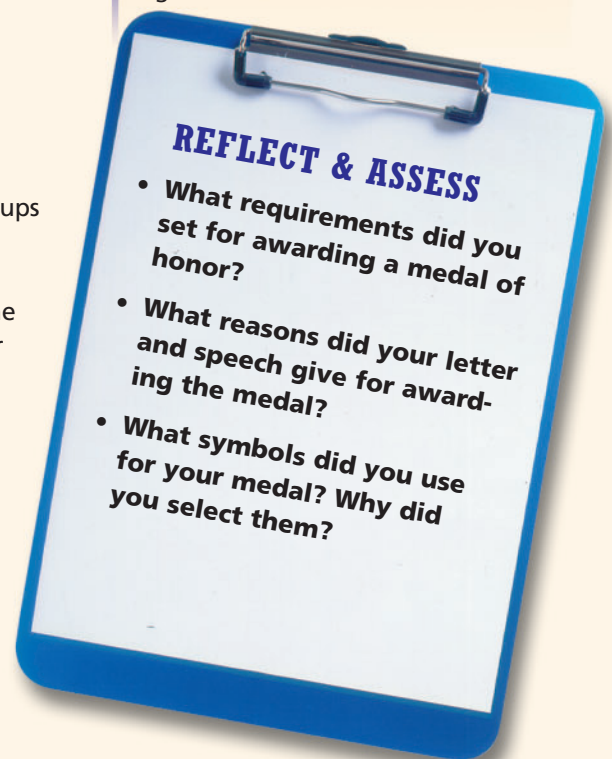 ups
REFLECT & ASSESS
• What requirements did you
set for awarding a medal of
honor?
• What reasons did your letter
and speech give for award-
ing the medal?
• What symbols did you use
for your medal? Why did
you select them?